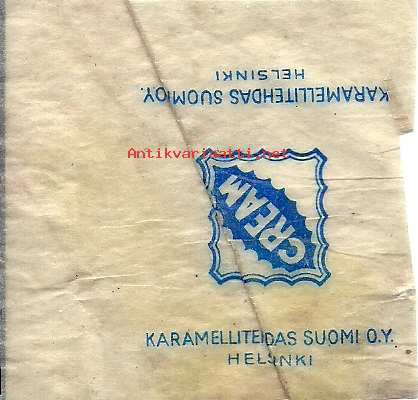 KARAMELLITEHDAS SUOMI OY.
HELSINKI
Antikvariaatti.net
CREAM
KARAMELLITEHDAS SUOMI O.Y.
HELSINKI